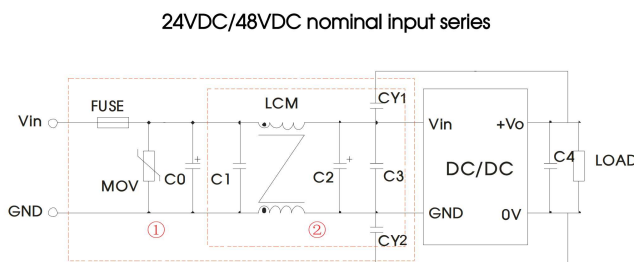 24VDC/48VDC nominal input series
FUSE
LCM
CY1
Vin
Vin
+Vo
MOV
C0
+
C1
C2
+
C3
DC/DC
C4
LOAD
GND
①
②
GND
0V
CY2